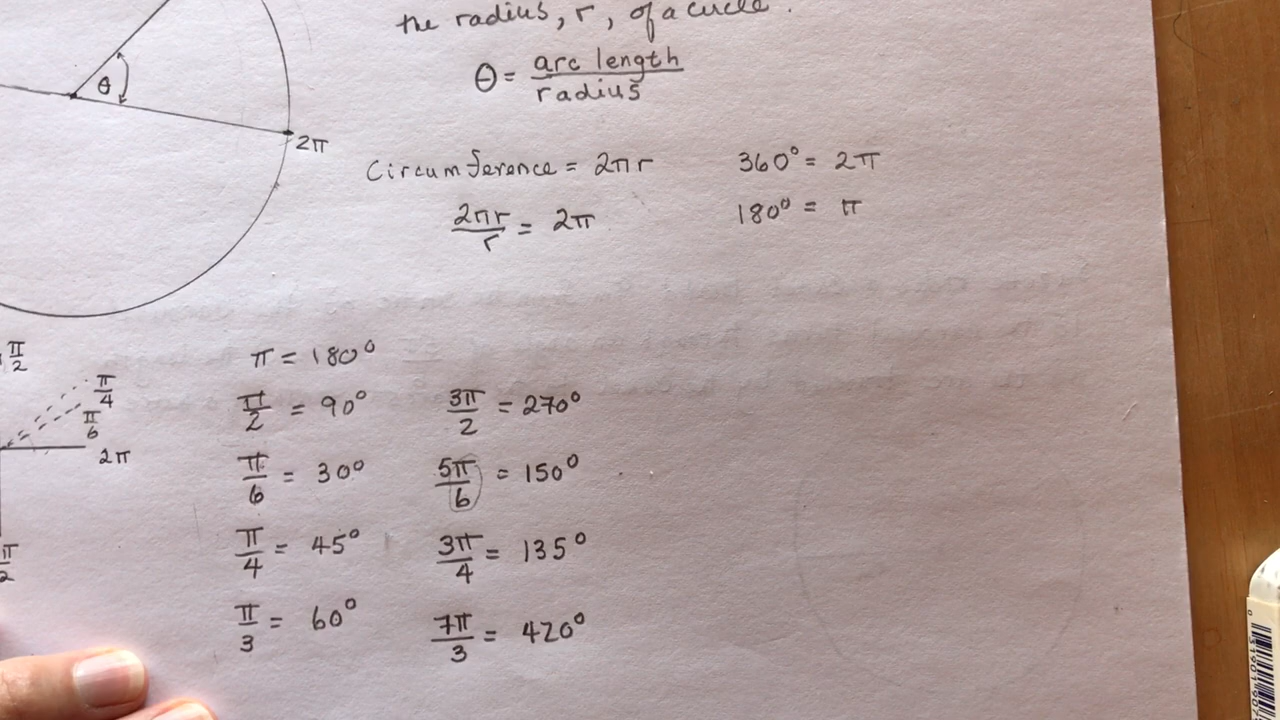 the radius, r, of a circle.
θ = arc length / radius
θ
2π
Circumference = 2πr
360° = 2π
2πr/r = 2π
180° = π
π/2
π/4
π/6
2π
π = 180°
π/2 = 90°
3π/2 = 270°
π/6 = 30°
5π/6 = 150°
π/4 = 45°
3π/4 = 135°
π/3 = 60°
7π/3 = 420°